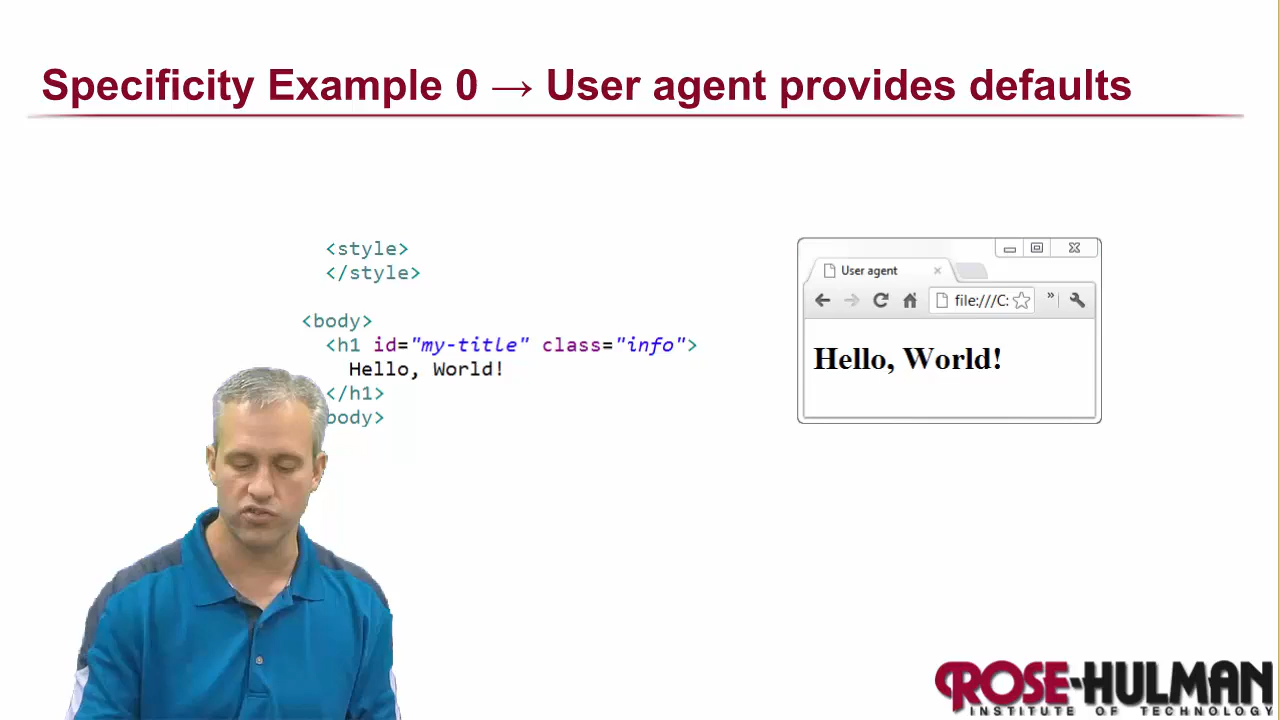 Specificity Example 0 → User agent provides defaults
<style>
</style>
<body>
<h1 id="my-title" class="info">
Hello, World!
</h1>
body>
User agent
file:///C:
»
Hello, World!
ROSE-HULMAN
INSTITUTE OF TECHNOLOGY